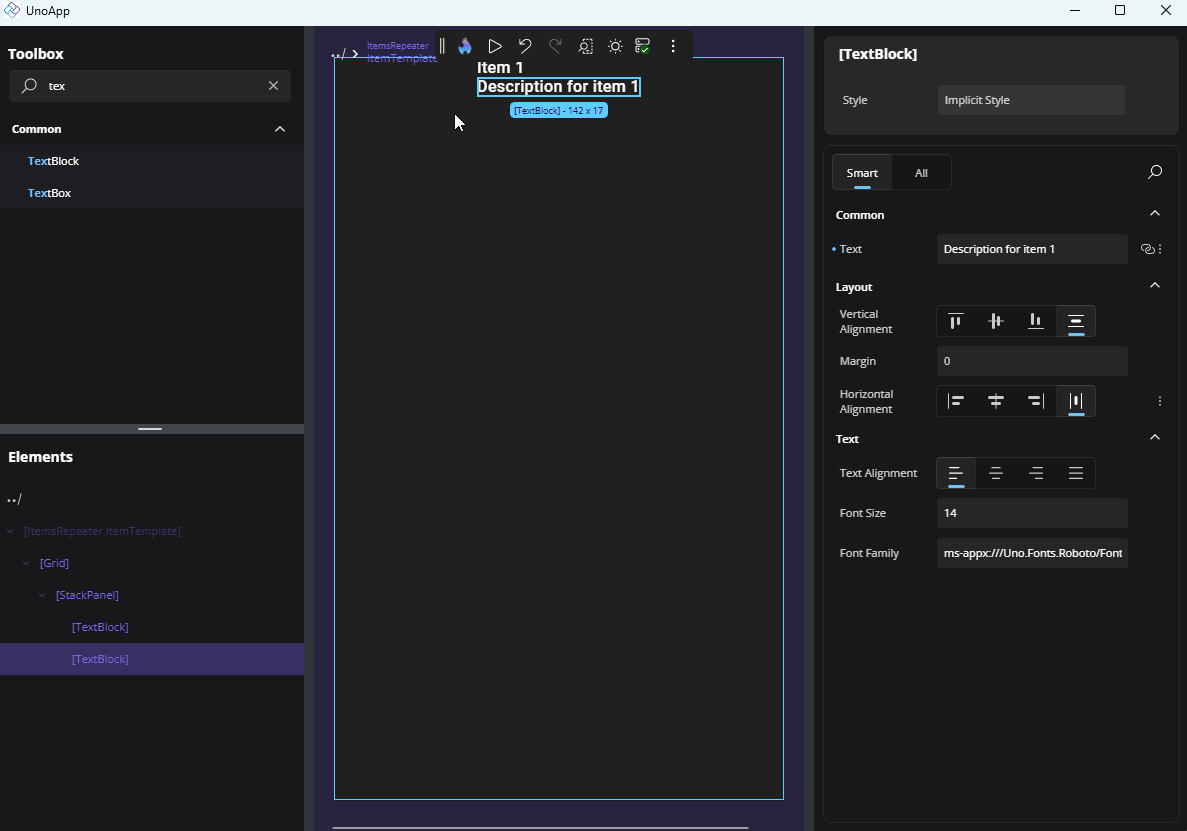 UnoApp
Toolbox
tex
Common
TextBlock
TextBox
Elements
../
[ItemsRepeater.ItemTemplate]
[Grid]
[StackPanel]
[TextBlock]
[TextBlock]
../
ItemsRepeater
ItemTemplate
Item 1
Description for item 1
[TextBlock] - 142 x 17
[TextBlock]
Style Implicit Style
Smart All
Common
Text Description for item 1
Layout
Vertical
Alignment
Margin 0
Horizontal
Alignment
Text
Text Alignment
Font Size 14
Font Family ms-appx:///Uno.Fonts.Roboto/Font